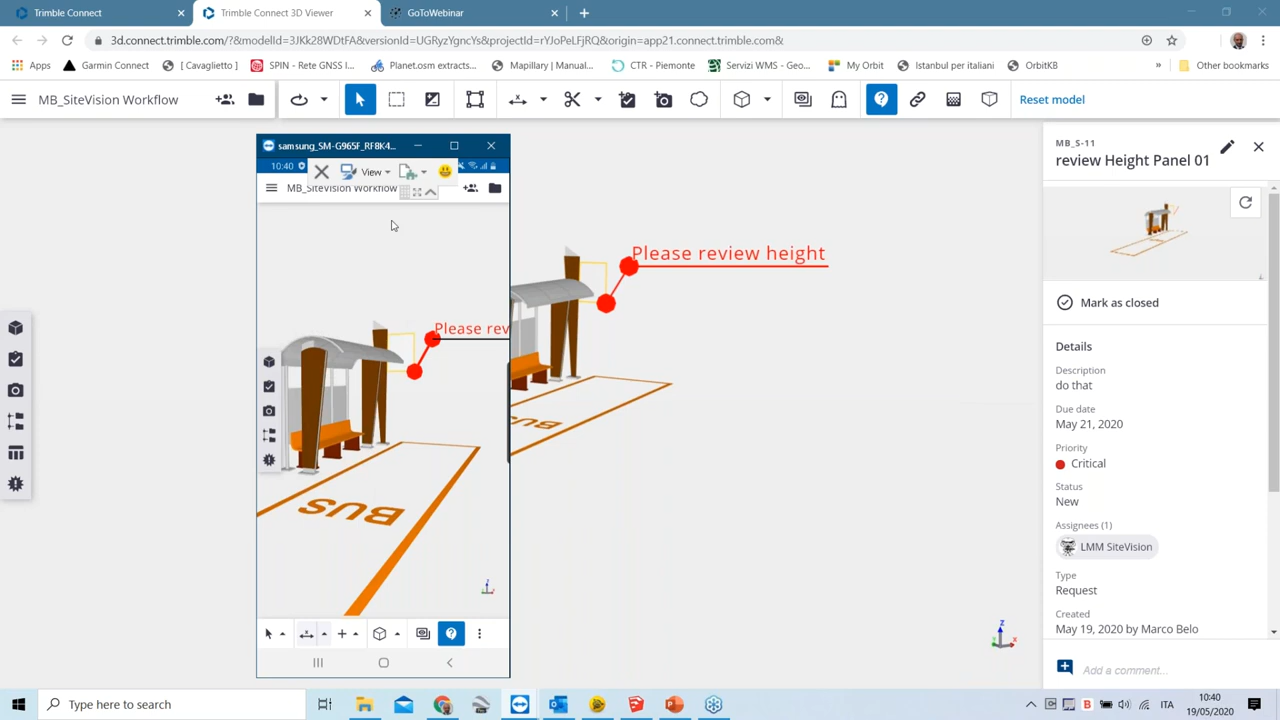 Trimble Connect
Trimble Connect 3D Viewer
GoToWebinar
3d.connect.trimble.com/?&modelId=3JKk28WDtFA&versionId=UGRyzYgncYs&projectId=rYJoPeLFjRQ&origin=app21.connect.trimble.com&
Apps
Garmin Connect
[ Cavaglietto ]
SPIN - Rete GNSS I...
Planet.osm extracts...
Mapillary | Manual...
CTR - Piemonte
Servizi WMS - Geo...
My Orbit
Istanbul per italiani
OrbitKB
»
Other bookmarks
MB_SiteVision Workflow
Reset model
samsung_SM-G965F_RF8K4...
10:40
View
MB_SiteVision Workflow
Please rev
BUS
Please review height
BUS
MB_S-11
review Height Panel 01
Mark as closed
Details
Description
do that
Due date
May 21, 2020
Priority
Critical
Status
New
Assignees (1)
LMM SiteVision
Type
Request
Created
May 19, 2020 by Marco Belo
Add a comment...
Type here to search
ITA
10:40
19/05/2020